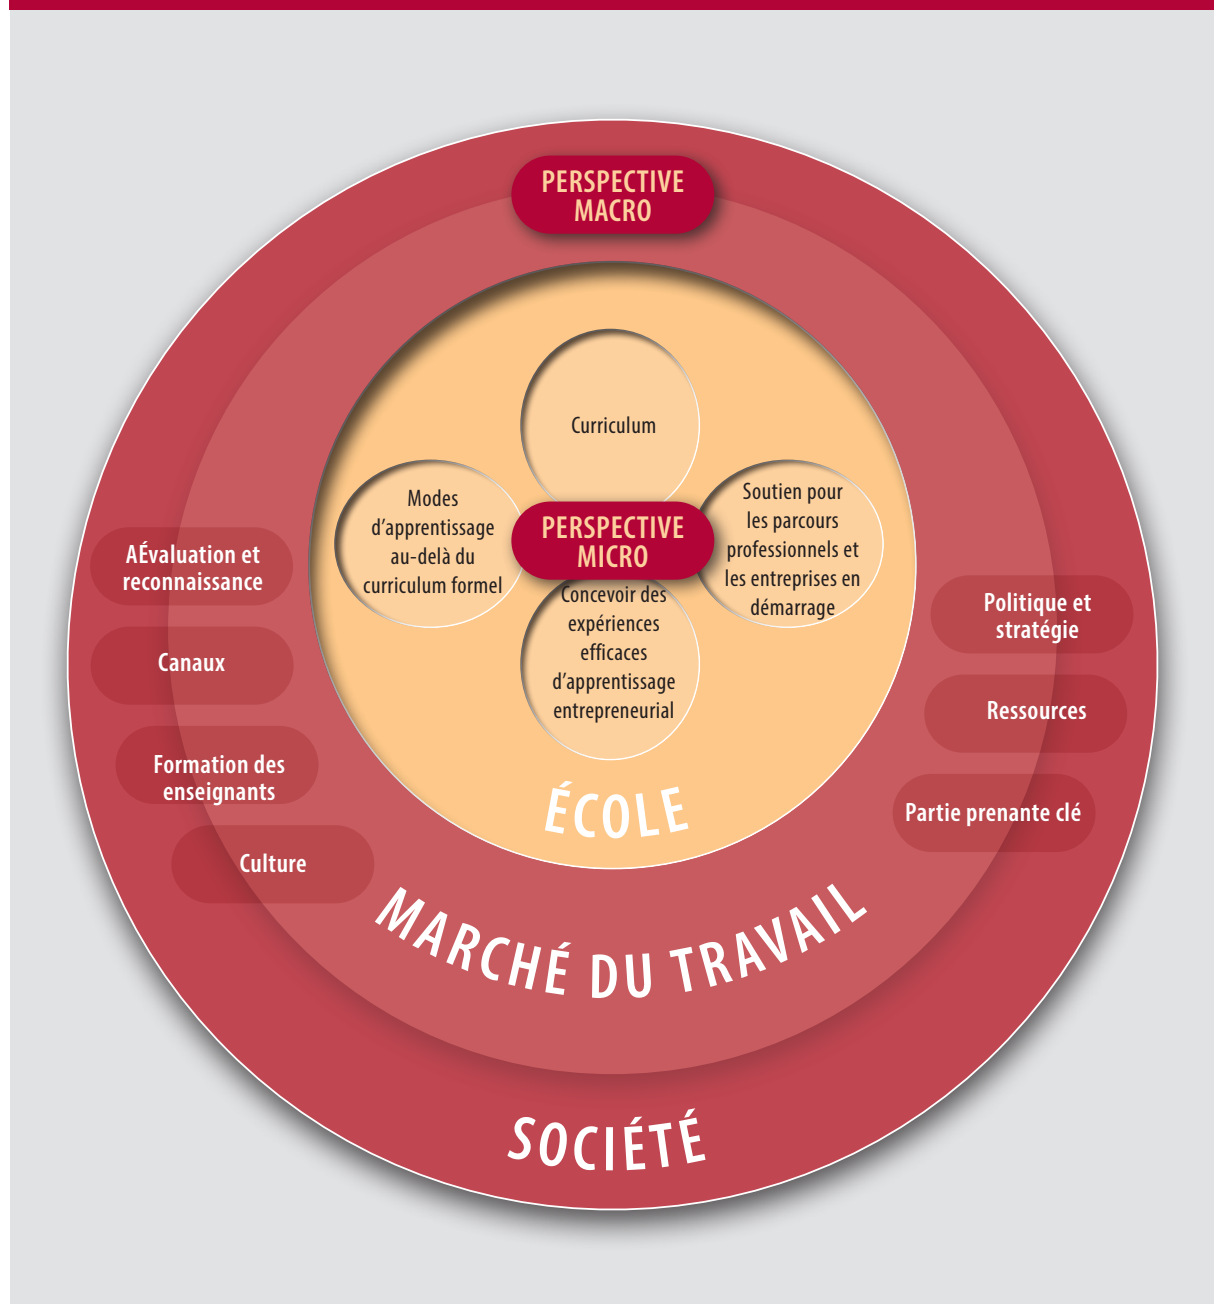 PERSPECTIVE
MACRO
Curriculum
Modes
d'apprentissage
au-delà du
curriculum formel
PERSPECTIVE
MICRO
Soutien pour
les parcours
professionnels et
les entreprises en
démarrage
Concevoir des
expériences
efficaces
d'apprentissage
entrepreneurial
AÉvaluation et
reconnaissance
Canaux
Formation des
enseignants
Culture
Politique et
stratégie
Ressources
Partie prenante clé
ÉCOLE
MARCHÉ DU TRAVAIL
SOCIÉTÉ